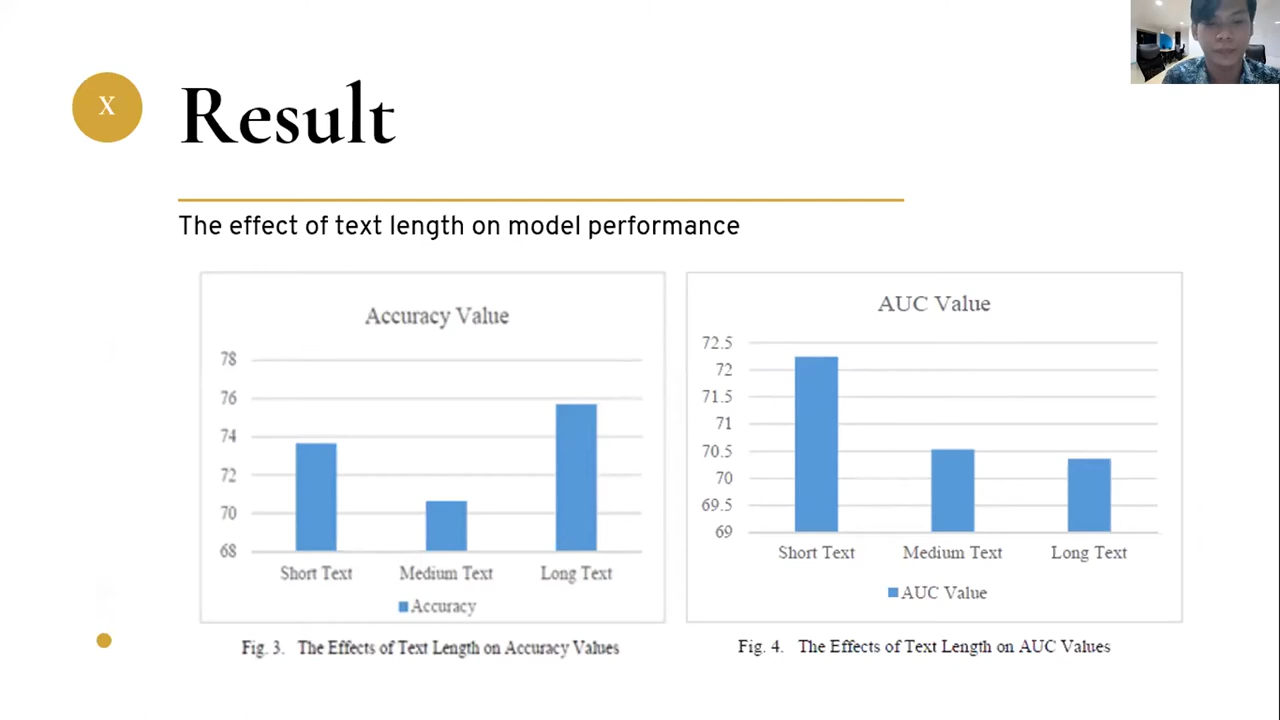 X
Result
The effect of text length on model performance
Accuracy Value
78
76
74
72
70
68
Short Text Medium Text Long Text
Accuracy
Fig. 3. The Effects of Text Length on Accuracy Values
AUC Value
72.5
72
71.5
71
70.5
70
69.5
69
Short Text Medium Text Long Text
AUC Value
Fig. 4. The Effects of Text Length on AUC Values